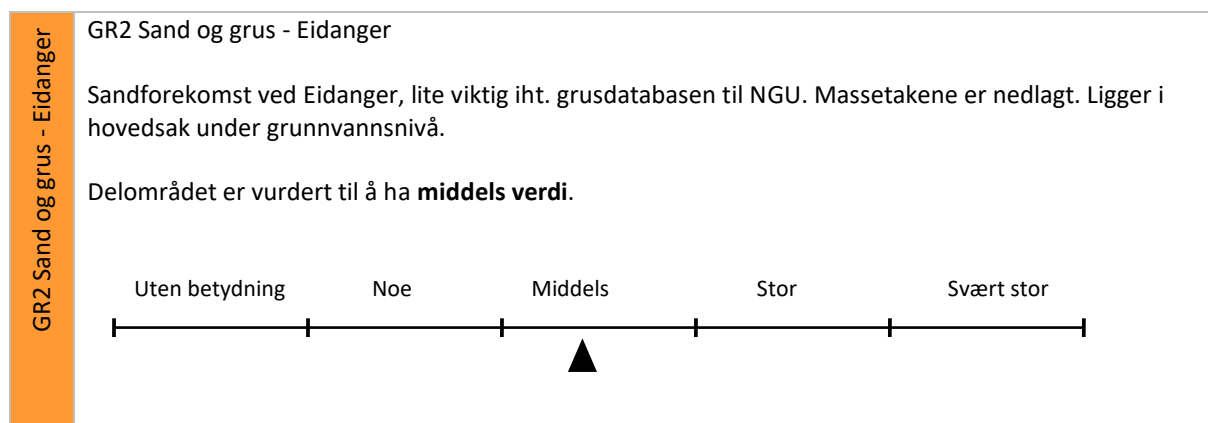 GR2 Sand og grus - Eidanger
GR2 Sand og grus - Eidanger
Sandforekomst ved Eidanger, lite viktig iht. grusdatabasen til NGU. Massetakene er nedlagt. Ligger i
hovedsak under grunnvannsnivå.
Delområdet er vurdert til å ha middels verdi.
Uten betydning Noe Middels Stor Svært stor